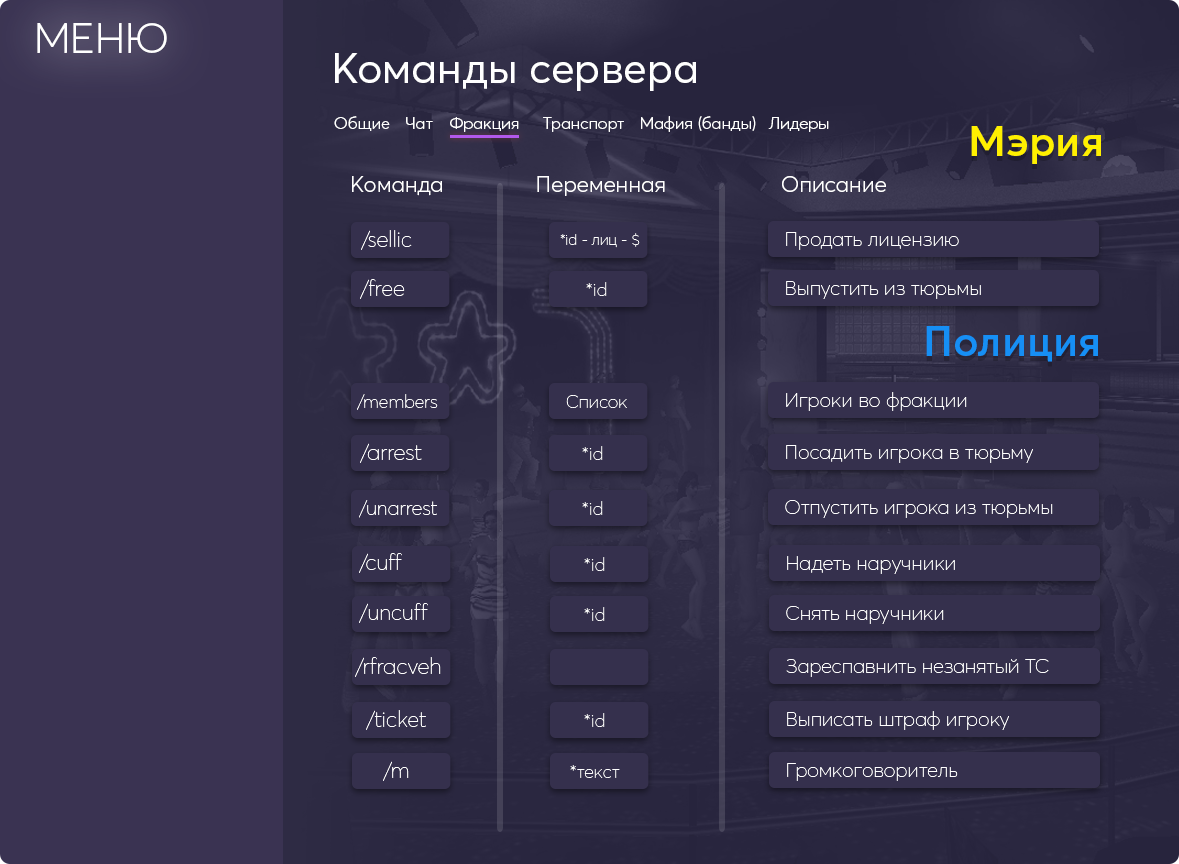 МЕНЮ
Команды сервера
Общие Чат Фракция Транспорт Мафия (банды) Лидеры
Мэрия
Команда Переменная Описание
/sellic *id - лиц - $ Продать лицензию
/free *id Выпустить из тюрьмы
Полиция
/members Список Игроки во фракции
/arrest *id Посадить игрока в тюрьму
/unarrest *id Отпустить игрока из тюрьмы
/cuff *id Надеть наручники
/uncuff *id Снять наручники
/rfracveh Зареспавнить незанятый ТС
/ticket *id Выписать штраф игроку
/m *текст Громкоговоритель